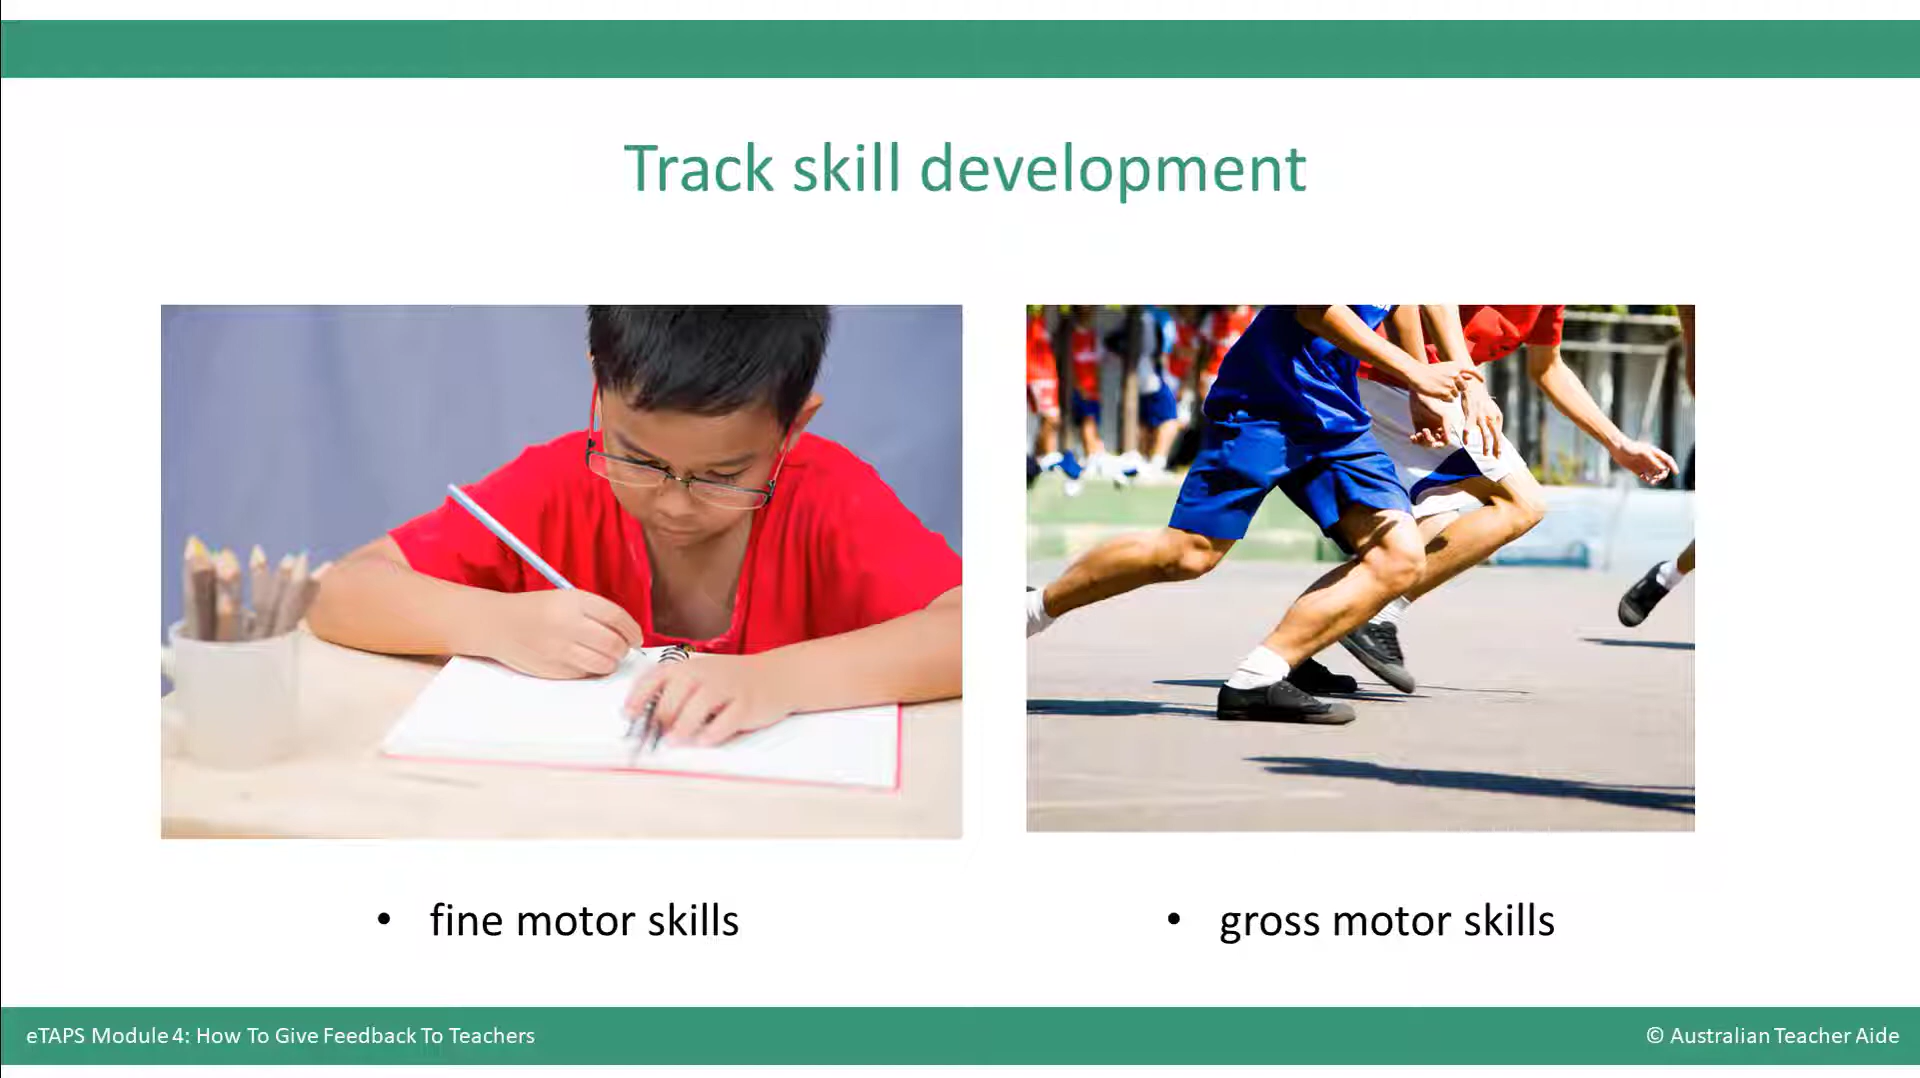 Track skill development
• fine motor skills
• gross motor skills
eTAPS Module 4: How To Give Feedback To Teachers
© Australian Teacher Aide